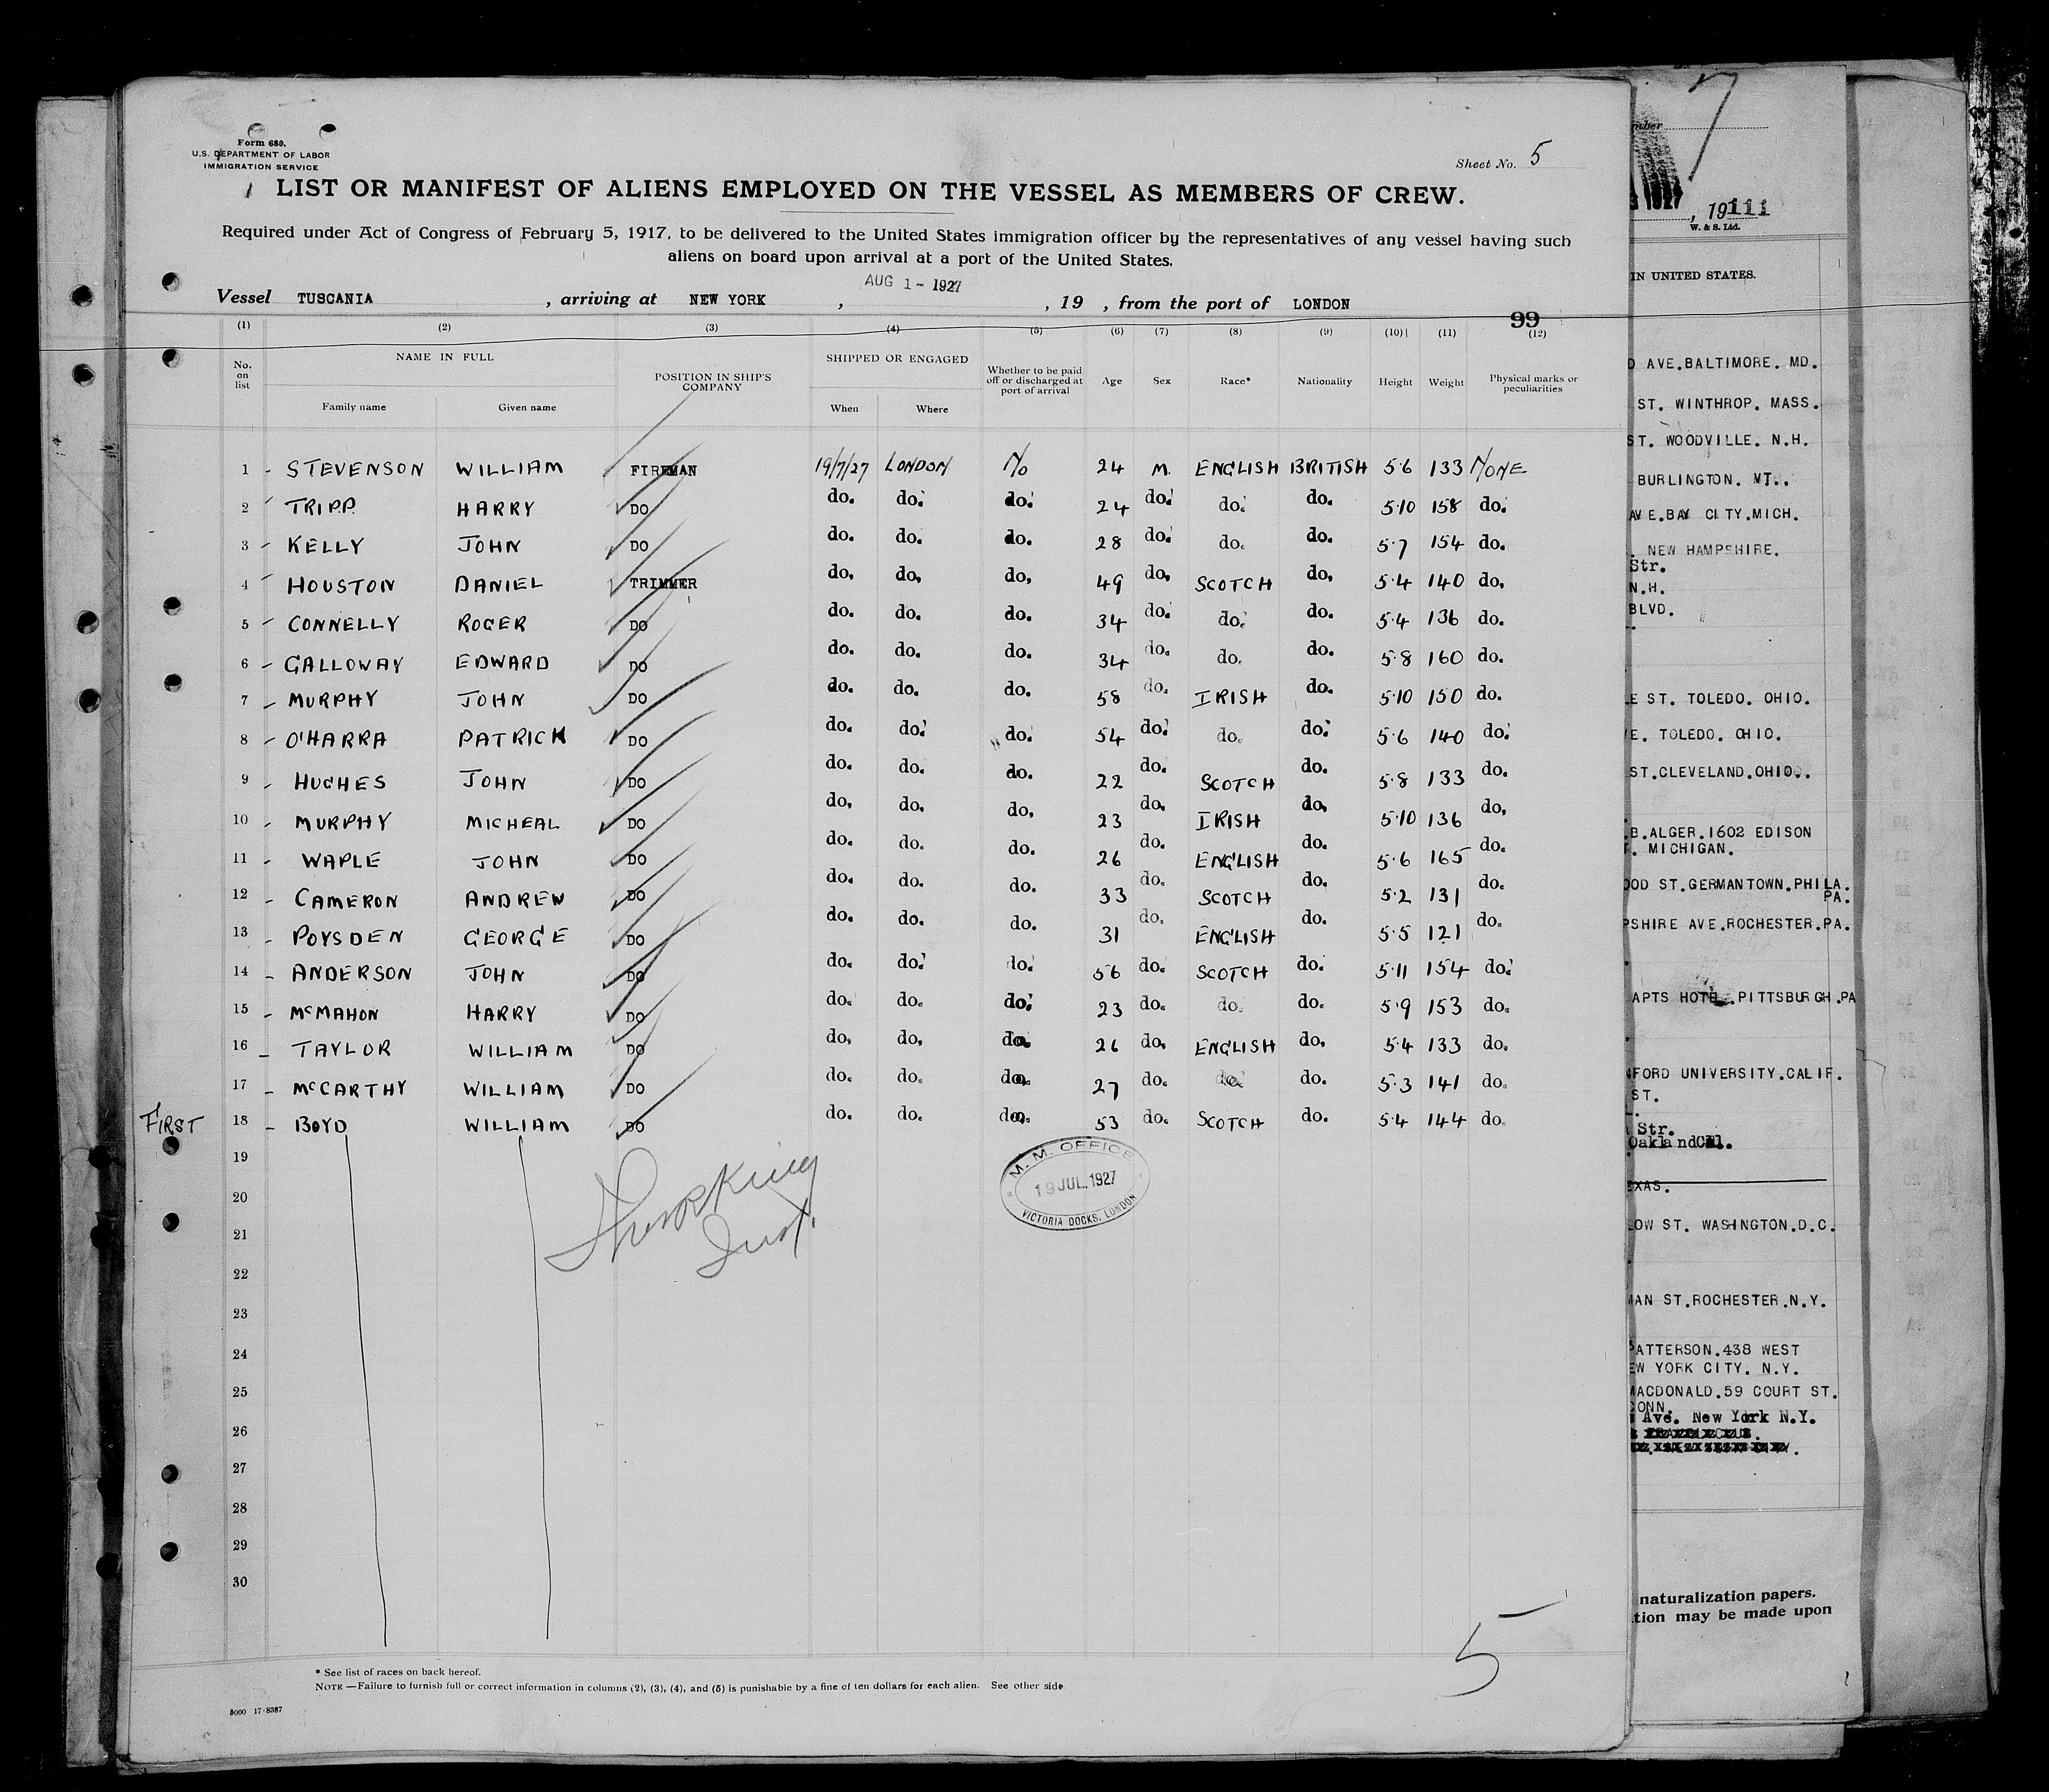 Form 680.
U.S. DEPARTMENT OF LABOR
IMMIGRATION SERVICE
Sheet No. 5
LIST OR MANIFEST OF ALIENS EMPLOYED ON THE VESSEL AS MEMBERS OF CREW.
Required under Act of Congress of February 5, 1917, to be delivered to the United States immigration officer by the representatives of any vessel having such
aliens on board upon arrival at a port of the United States.
AUG 1 - 1927
Vessel TUSCANIA , arriving at NEW YORK , , 19 , from the port of LONDON
99
(1) (2) (3) (4) (5) (6) (7) (8) (9) (10) (11) (12)
No. on list NAME IN FULL POSITION IN SHIP'S COMPANY SHIPPED OR ENGAGED Whether to be paid off or discharged at port of arrival Age Sex Race* Nationality Height Weight Physical marks or peculiarities
Family name Given name When Where
1 - STEVENSON WILLIAM FIREMAN 19/7/27 LONDON No 24 M. ENGLISH BRITISH 5·6 133 NONE
2 TRIPP. HARRY DO do. do. do. 24 do. do. do. 5·10 158 do.
3 - KELLY JOHN DO do. do. do. 28 do. do. do. 5·7 154 do.
4 HOUSTON DANIEL TRIMMER do. do. do. 49 do. SCOTCH do. 5·4 140 do.
5 - CONNELLY ROGER DO do. do. do. 34 do. do. do. 5·4 136 do.
6 - GALLOWAY EDWARD DO do. do. do. 34 do. do. do. 5·8 160 do.
7 - MURPHY JOHN DO do. do. do. 58 do. IRISH do. 5·10 150 do.
8 - O'HARRA PATRICK DO do. do. do. 54 do. do. do. 5·6 140 do.
9 - HUGHES JOHN DO do. do. do. 22 do. SCOTCH do. 5·8 133 do.
10 - MURPHY MICHEAL DO do. do. do. 23 do. IRISH do. 5·10 136 do.
11 - WAPLE JOHN DO do. do. do. 26 do. ENGLISH do. 5·6 165 do.
12 - CAMERON ANDREW DO do. do. do. 33 do. SCOTCH do. 5·2 131 do.
13 - POYSDEN GEORGE DO do. do. do. 31 do. ENGLISH do. 5·5 121 do.
14 - ANDERSON JOHN DO do. do. do. 56 do. SCOTCH do. 5·11 154 do.
15 - McMAHON HARRY DO do. do. do. 23 do. do. do. 5·9 153 do.
16 - TAYLOR WILLIAM DO do. do. do. 26 do. ENGLISH do. 5·4 133 do.
17 - McCARTHY WILLIAM DO do. do. do. 27 do. do. do. 5·3 141 do.
FIRST 18 - BOYD WILLIAM DO do. do. do. 53 do. SCOTCH do. 5·4 144 do.
19
20
21
22
23
24
25
26
27
28
29
30
M. M. OFFICE
19 JUL. 1927
VICTORIA DOCKS, LONDON
5
* See list of races on back hereof.
NOTE —Failure to furnish full or correct information in columns (2), (3), (4), and (5) is punishable by a fine of ten dollars for each alien. See other side
5000 17-8387
7
1927
, 19111
W. & S. Ltd.
IN UNITED STATES.
AVE.BALTIMORE. MD.
ST. WINTHROP. MASS.
ST. WOODVILLE. N.H.
BURLINGTON. VT..
AVE.BAY CITY.MICH.
NEW HAMPSHIRE.
Str.
N.H.
BLVD.
ST. TOLEDO. OHIO.
TOLEDO. OHIO.
ST.CLEVELAND.OHIO..
B.ALGER.1602 EDISON
MICHIGAN.
ST.GERMANTOWN.PHILA.
PA.
AVE.ROCHESTER.PA.
APTS HOTEL.PITTSBURGH.PA
UNIVERSITY.CALIF.
ST.
Str.
Oakland Cal.
ST. WASHINGTON.D.C.
ST.ROCHESTER.N.Y.
PATTERSON.438 WEST
NEW YORK CITY. N.Y.
MACDONALD.59 COURT ST.
CONN.
Ave. New York N.Y.
naturalization papers.
may be made upon